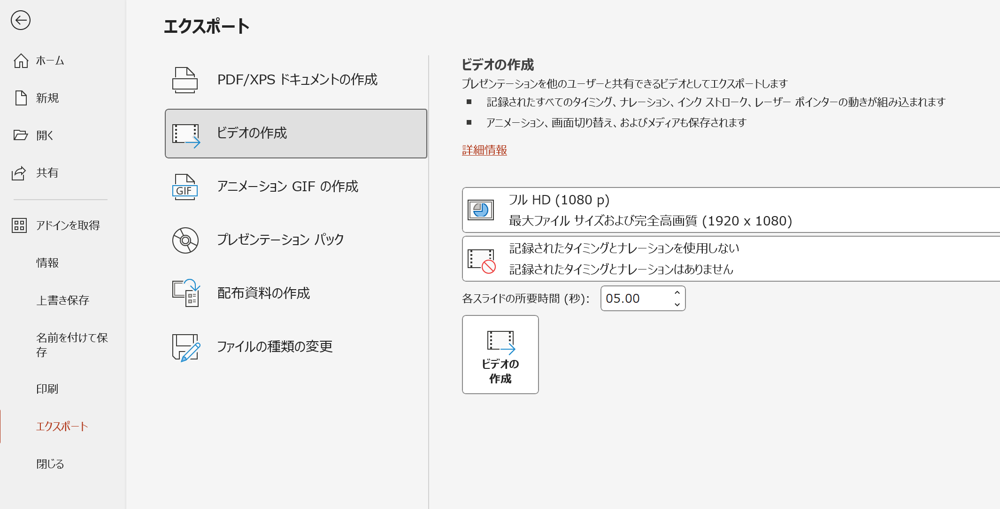 エクスポート
ホーム
新規
開く
共有
アドインを取得
情報
上書き保存
名前を付けて保
存
印刷
エクスポート
閉じる
PDF/XPS ドキュメントの作成
ビデオの作成
GIF
アニメーション GIF の作成
プレゼンテーション パック
配布資料の作成
ファイルの種類の変更
ビデオの作成
プレゼンテーションを他のユーザーと共有できるビデオとしてエクスポートします
■ 記録されたすべてのタイミング、ナレーション、インク ストローク、レーザー ポインターの動きが組み込まれます
■ アニメーション、画面切り替え、およびメディアも保存されます
詳細情報
フル HD (1080 p)
最大ファイル サイズおよび完全高画質 (1920 x 1080)
記録されたタイミングとナレーションを使用しない
記録されたタイミングとナレーションはありません
各スライドの所要時間 (秒): 05.00
ビデオの
作成